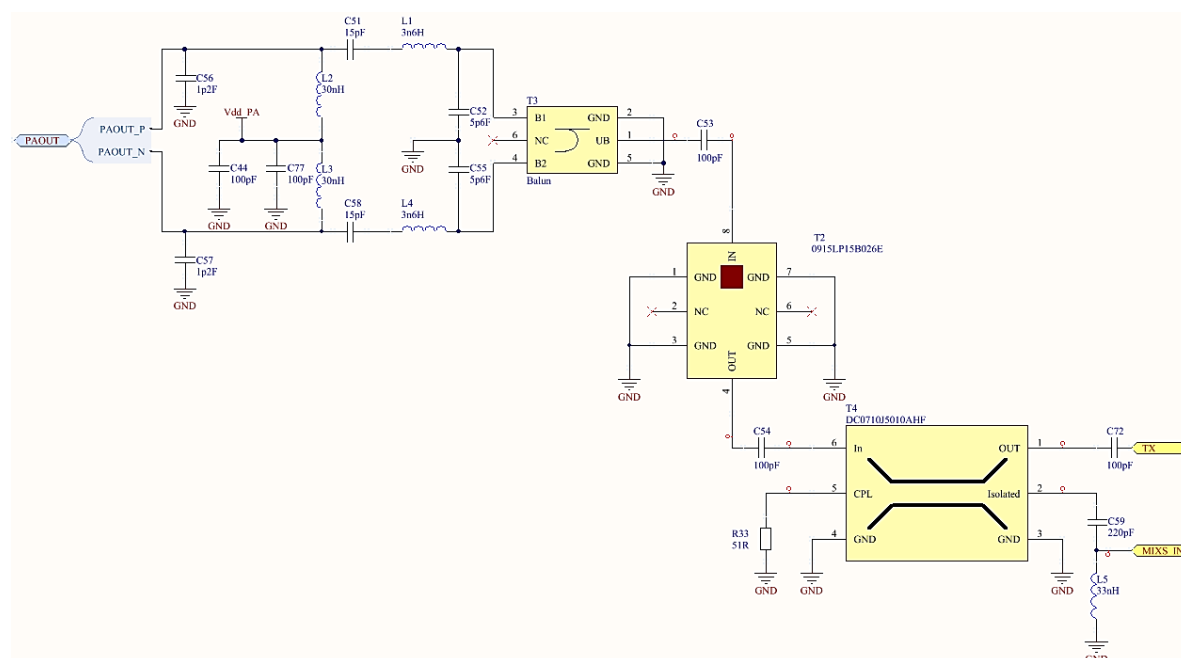 C51
15pF
L1
3n6H
C56
1p2F
GND
L2
30nH
Vdd_PA
PAOUT
PAOUT_P
PAOUT_N
C52
5p6F
GND
C55
5p6F
T3
3
B1
GND
2
6
NC
UB
1
4
B2
GND
5
Balun
GND
C53
100pF
C44
100pF
GND
C77
100pF
GND
L3
30nH
C58
15pF
L4
3n6H
C57
1p2F
GND
8
T2
0915LP15B026E
IN
1
GND
GND
7
2
NC
NC
6
3
GND
GND
5
OUT
4
GND
GND
C54
100pF
T4
DC0710J5010AHF
6
In
OUT
1
5
CPL
Isolated
2
4
GND
GND
3
C72
100pF
TX
R33
51R
GND
GND
GND
C59
220pF
MIXS_IN
L5
33nH
GND